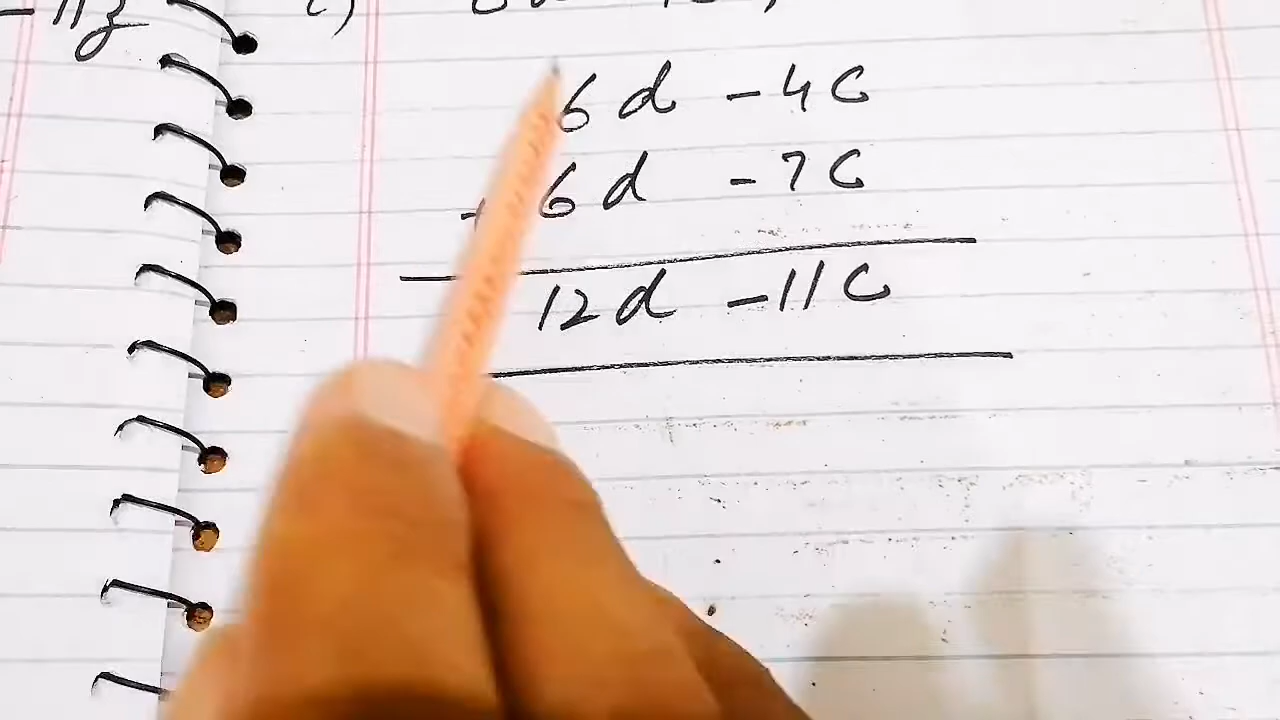 6d - 4c
+ 6d - 7c
12d - 11c